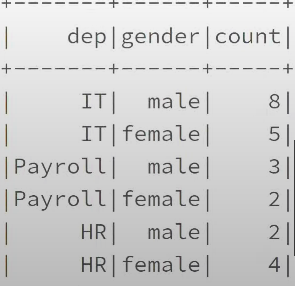 +-------+------+-----+
|    dep|gender|count|
+-------+------+-----+
|     IT|  male|    8|
|     IT|female|    5|
|Payroll|  male|    3|
|Payroll|female|    2|
|     HR|  male|    2|
|     HR|female|    4|